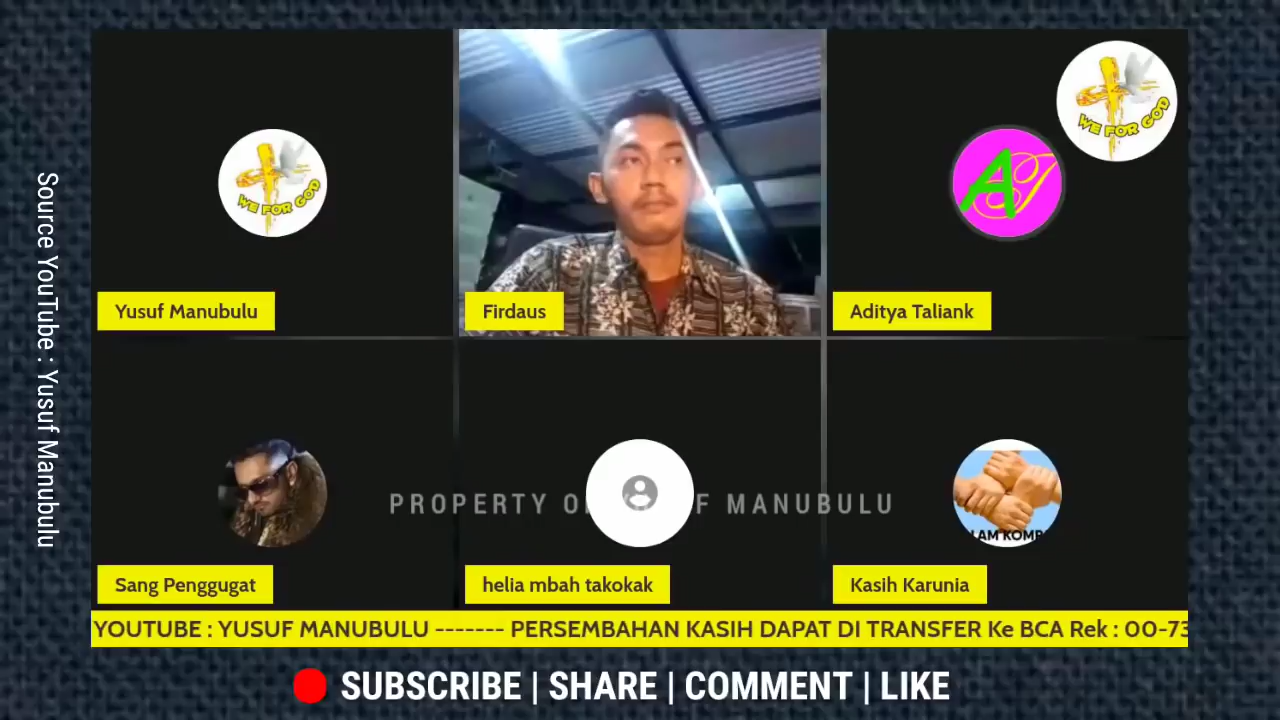 Source YouTube : Yusuf Manubulu
WE FOR GOD
WE FOR GOD
Yusuf Manubulu
Firdaus
Aditya Taliank
PROPERTY O F MANUBULU
LAM KOMP
Sang Penggugat
helia mbah takokak
Kasih Karunia
YOUTUBE : YUSUF MANUBULU ------- PERSEMBAHAN KASIH DAPAT DI TRANSFER Ke BCA Rek : 00-73
SUBSCRIBE | SHARE | COMMENT | LIKE